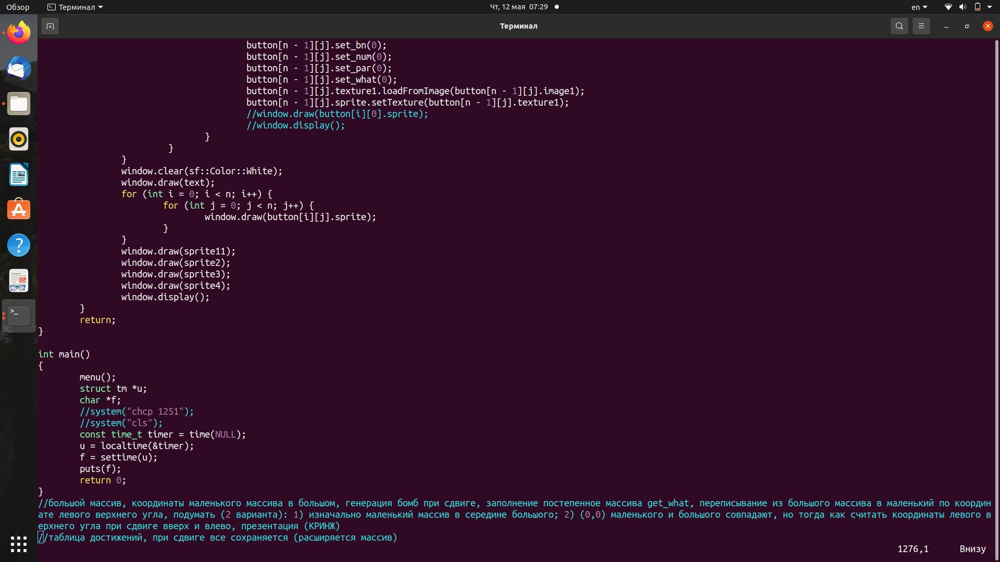 Обзор Терминал Чт, 12 мая 07:29 en
Терминал
button[n - 1][j].set_bn(0);
button[n - 1][j].set_num(0);
button[n - 1][j].set_par(0);
button[n - 1][j].set_what(0);
button[n - 1][j].texture1.loadFromImage(button[n - 1][j].image1);
button[n - 1][j].sprite.setTexture(button[n - 1][j].texture1);
//window.draw(button[i][0].sprite);
//window.display();
}
}
}
window.clear(sf::Color::White);
window.draw(text);
for (int i = 0; i < n; i++) {
for (int j = 0; j < n; j++) {
window.draw(button[i][j].sprite);
}
}
window.draw(sprite11);
window.draw(sprite2);
window.draw(sprite3);
window.draw(sprite4);
window.display();
}
return;
}
int main()
{
menu();
struct tm *u;
char *f;
//system("chcp 1251");
//system("cls");
const time_t timer = time(NULL);
u = localtime(&timer);
f = settime(u);
puts(f);
return 0;
}
//большой массив, координаты маленького массива в большом, генерация бомб при сдвиге, заполнение постепенное массива get_what, переписывание из большого массива в маленький по координ
ате левого верхнего угла, подумать (2 варианта): 1) изначально маленький массив в середине большого; 2) (0,0) маленького и большого совпадают, но тогда как считать координаты левого в
ерхнего угла при сдвиге вверх и влево, презентация (КРИНЖ)
//таблица достижений, при сдвиге все сохраняется (расширяется массив)
1276,1 Внизу